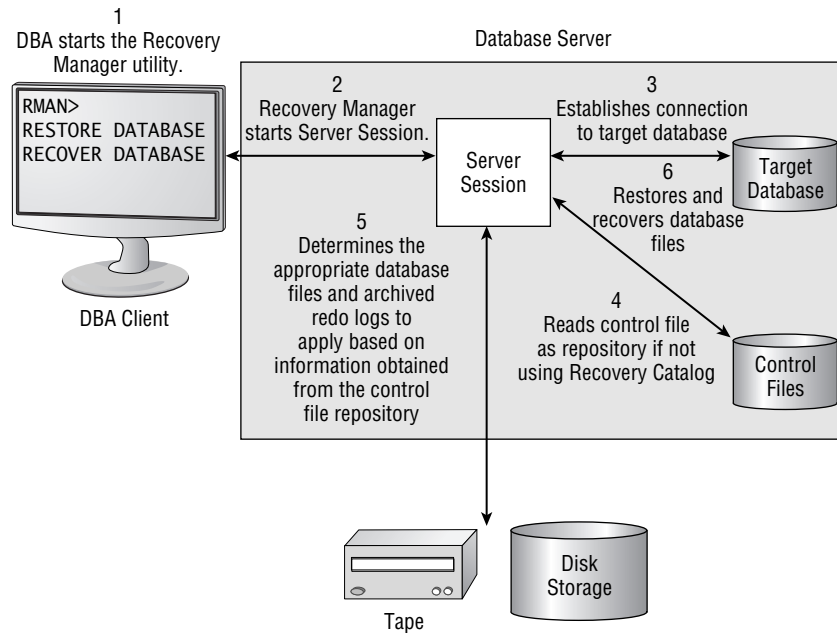 1
DBA starts the Recovery
Manager utility.
RMAN>
RESTORE DATABASE
RECOVER DATABASE
DBA Client
Database Server
2
Recovery Manager
starts Server Session.
Server
Session
3
Establishes connection
to target database
Target
Database
6
Restores and
recovers database
files
5
Determines the
appropriate database
files and archived
redo logs to
apply based on
information obtained
from the control
file repository
4
Reads control file
as repository if not
using Recovery Catalog
Control
Files
Tape
Disk
Storage